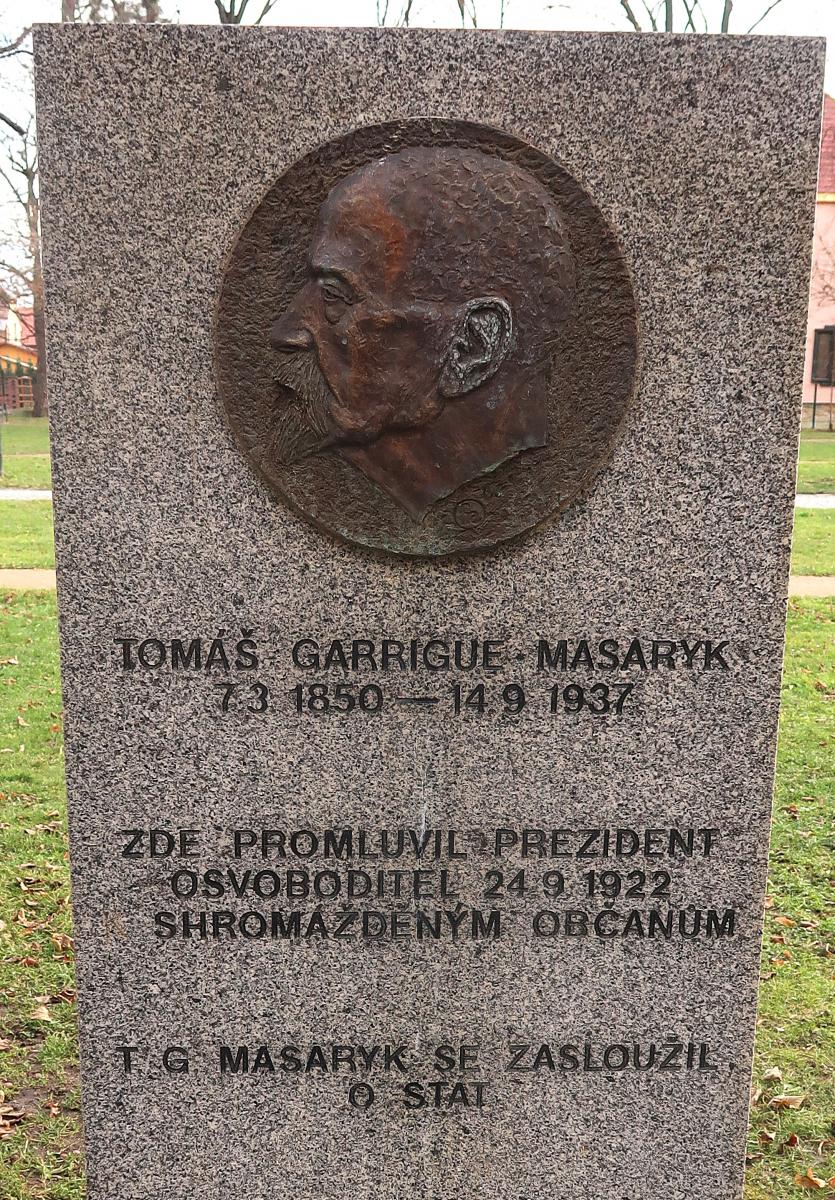 TOMÁŠ GARRIGUE MASARYK
7.3 1850 — 14.9 1937
ZDE PROMLUVIL PREZIDENT
OSVOBODITEL 24.9 1922
SHROMÁŽDĚNÝM OBČANŮM
T. G. MASARYK SE ZASLOUŽIL
O STÁT